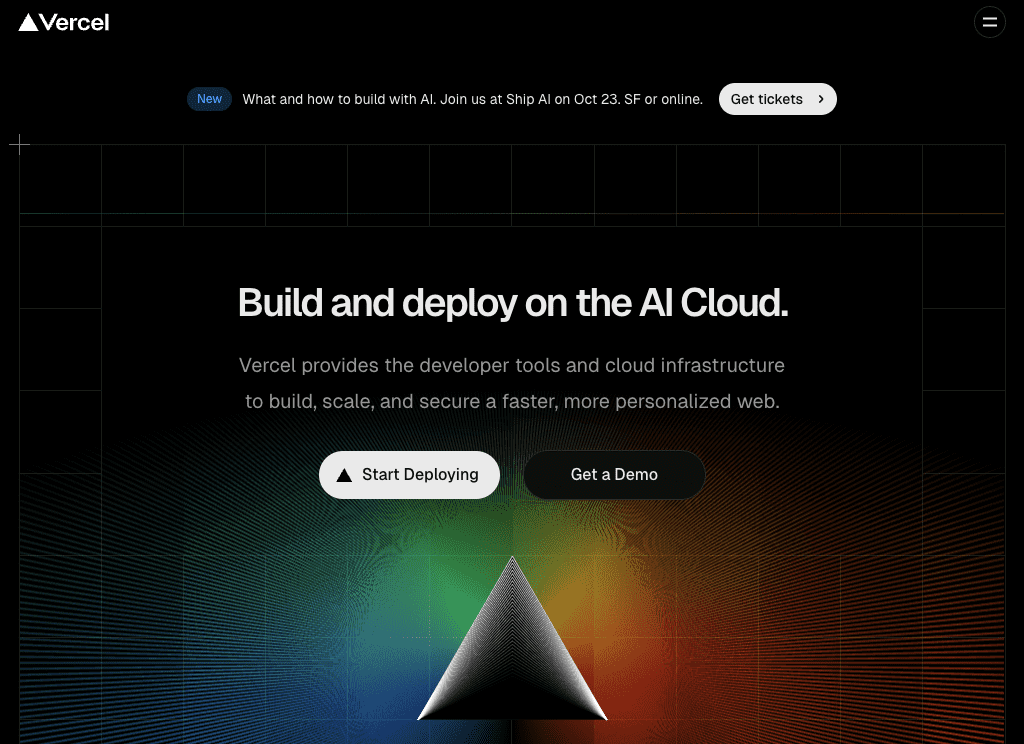 Vercel
New What and how to build with AI. Join us at Ship AI on Oct 23. SF or online. Get tickets
Build and deploy on the AI Cloud.
Vercel provides the developer tools and cloud infrastructure
to build, scale, and secure a faster, more personalized web.
Start Deploying
Get a Demo